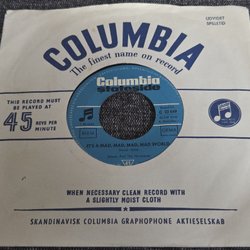 COLUMBIA
The finest name on record
THIS RECORD MUST
BE PLAYED AT
45
REVS PER
MINUTE
Columbia
stateside
IT'S A MAD, MAD, MAD, MAD WORLD
WHEN NECESSARY CLEAN RECORD WITH
A SLIGHTLY MOIST CLOTH
SKANDINAVISK COLUMBIA GRAPHOPHONE AKTIESELSKAB